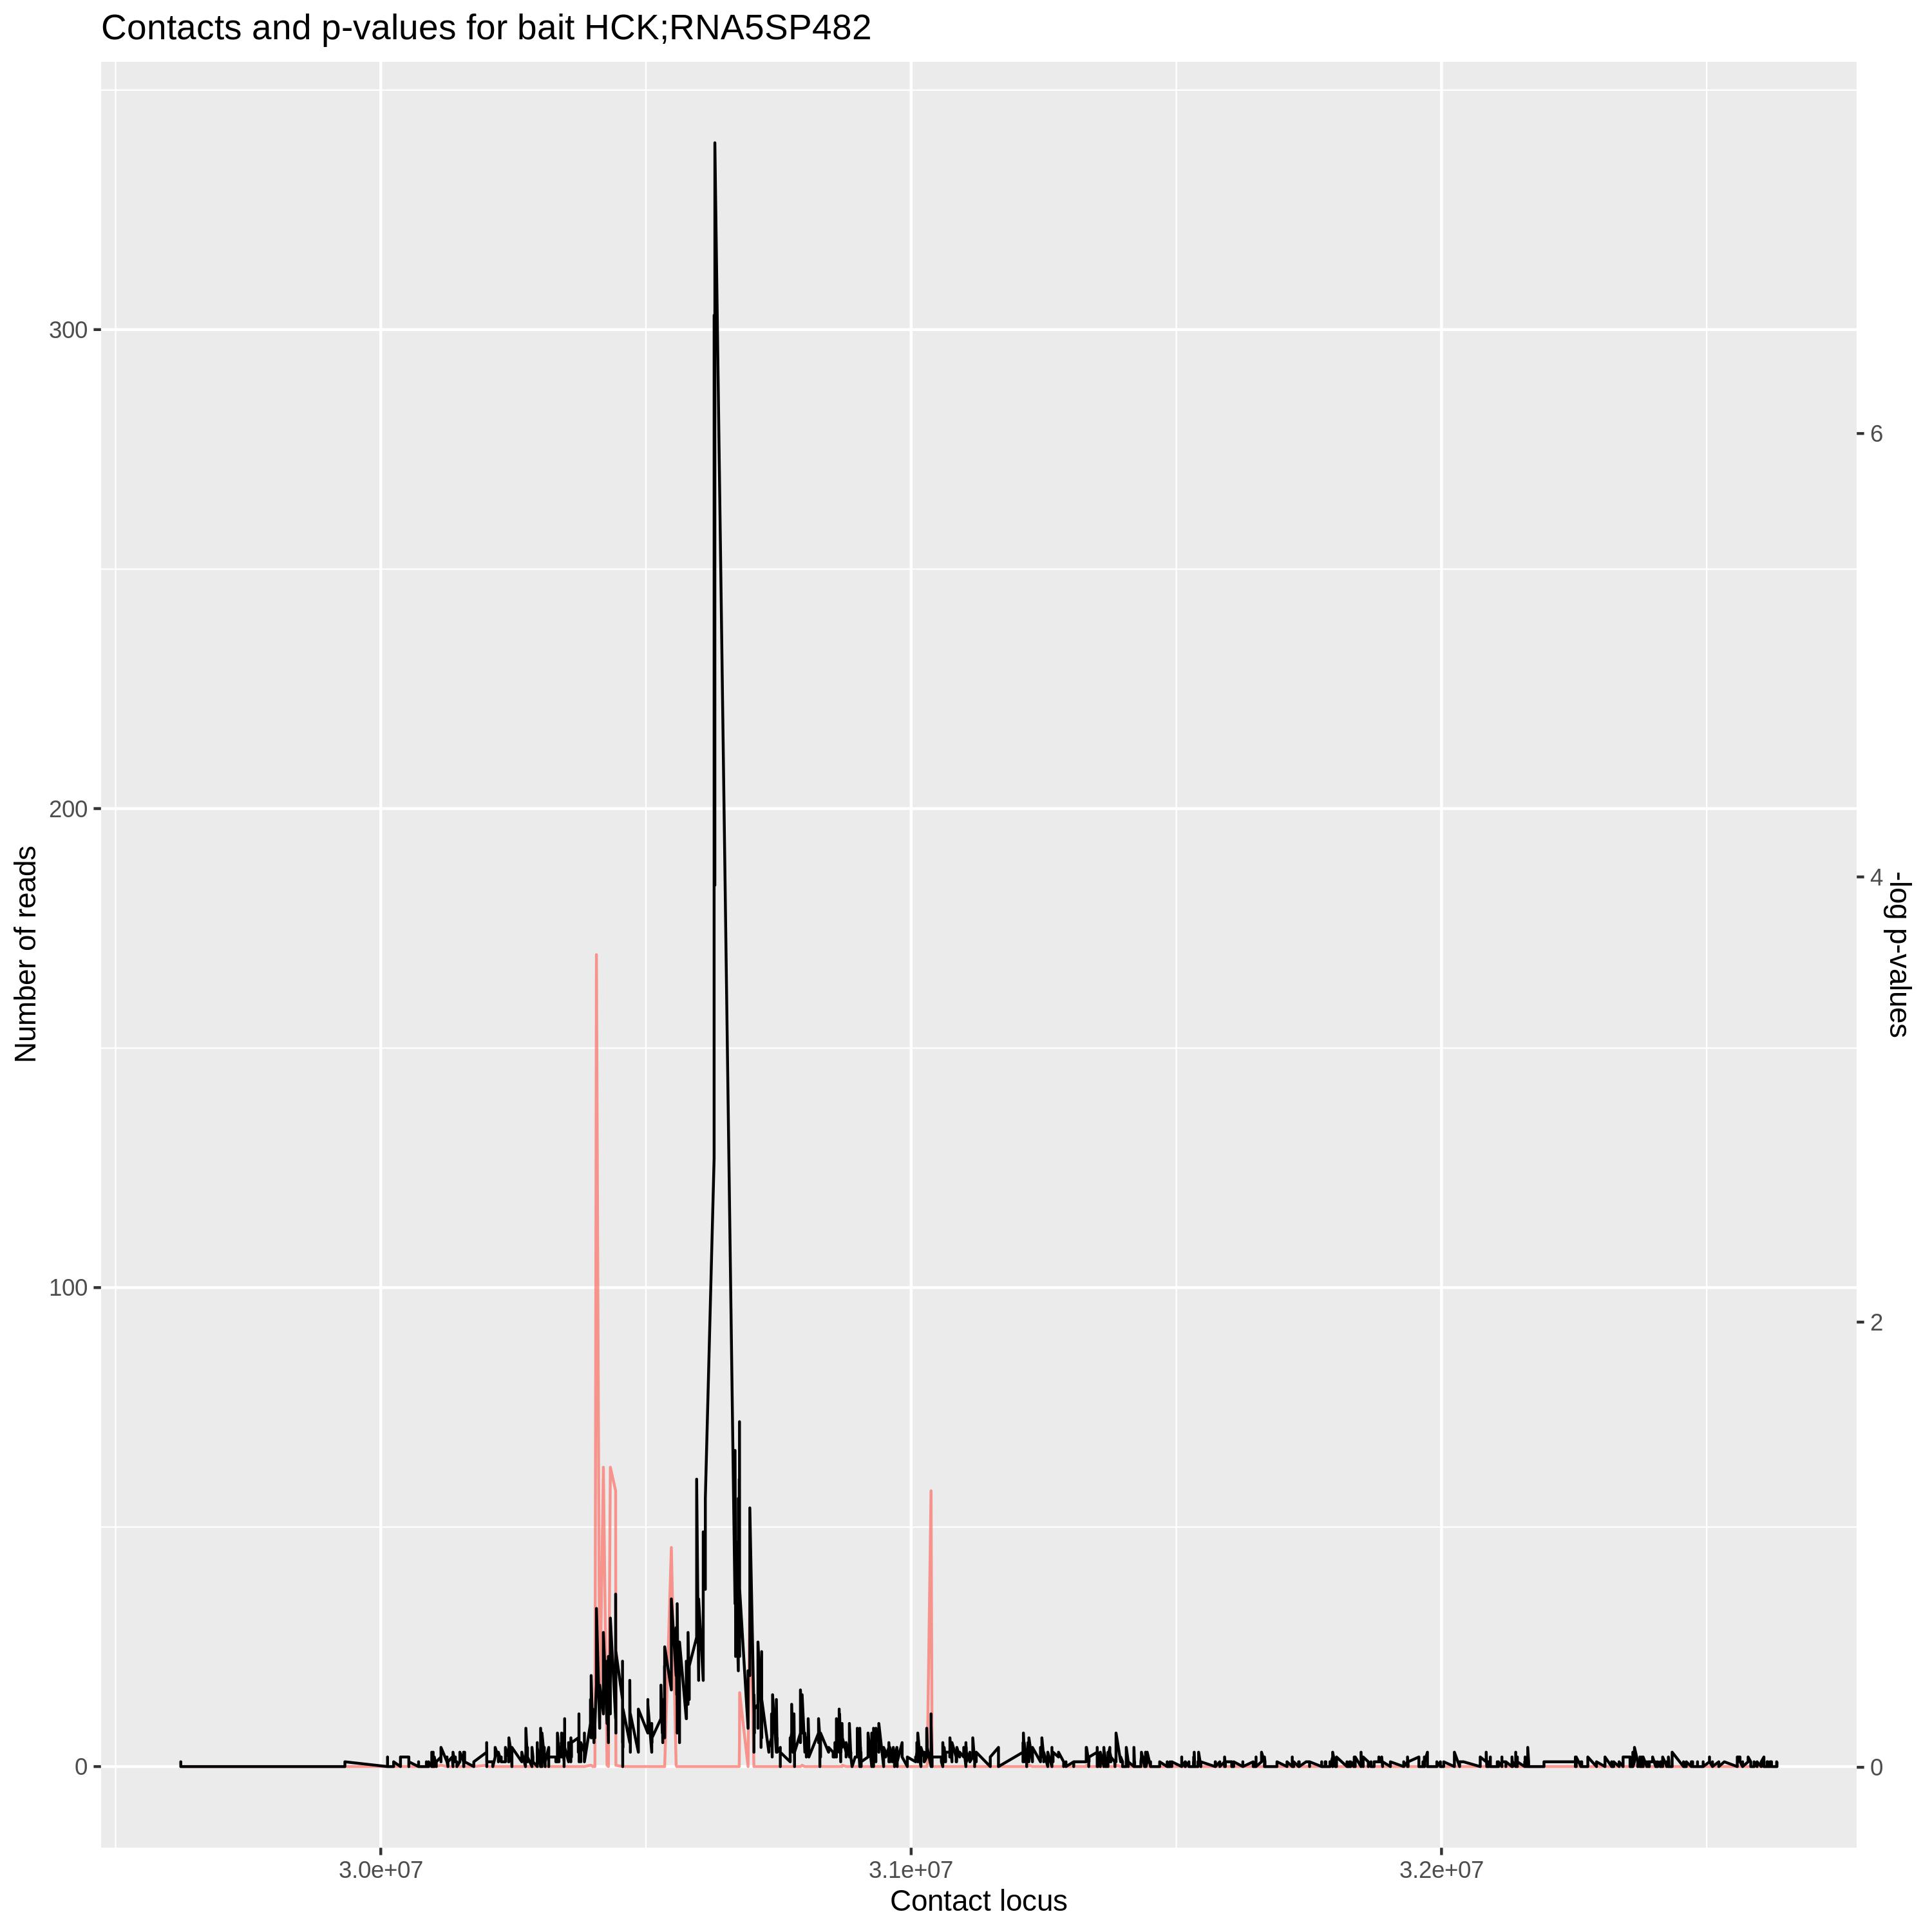 Contacts and p-values for bait HCK;RNA5SP482
300
200
100
0
Number of reads
6
4
2
0
-log p-values
3.0e+07
3.1e+07
3.2e+07
Contact locus